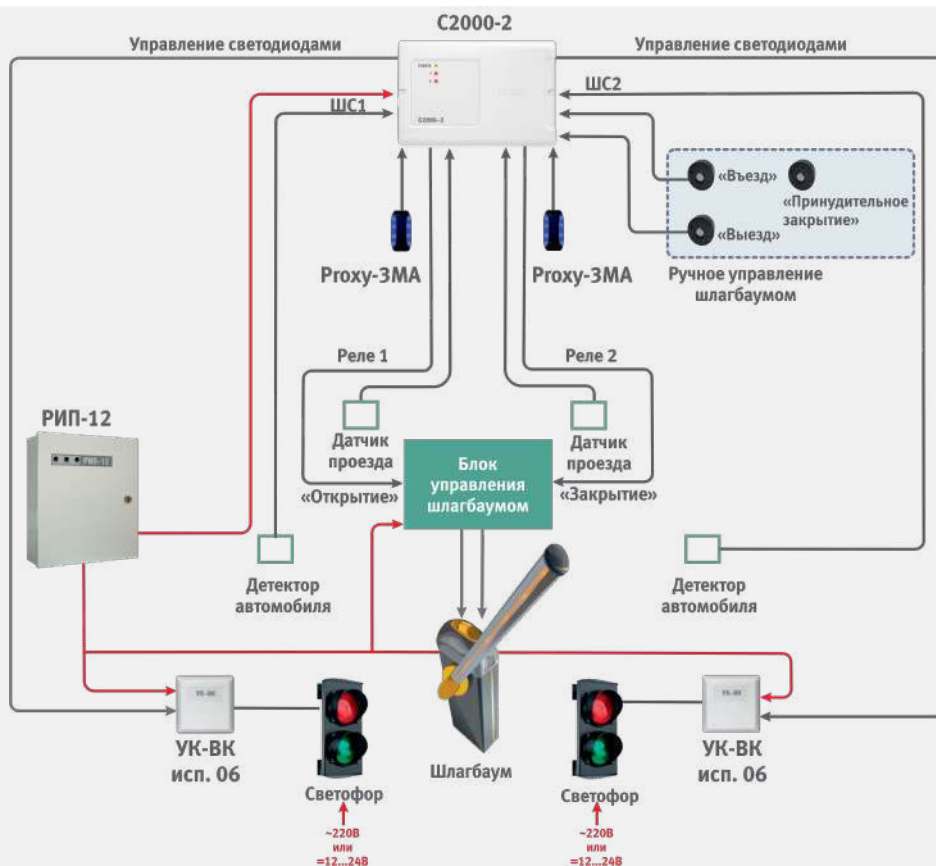 С2000-2
Управление светодиодами
Управление светодиодами
ШС1
ШС2
С2000-2
«Въезд»
«Принудительное
закрытие»
«Выезд»
Ручное управление
шлагбаумом
Proxy-3MA
Proxy-3MA
Реле 1
Реле 2
РИП-12
РИП-12
Датчик
проезда
Датчик
проезда
Блок
управления
шлагбаумом
«Открытие»
«Закрытие»
Детектор
автомобиля
Детектор
автомобиля
УК-ВК
УК-ВК
УК-ВК
исп. 06
УК-ВК
исп. 06
Шлагбаум
Светофор
Светофор
~220В
или
=12...24В
~220В
или
=12...24В